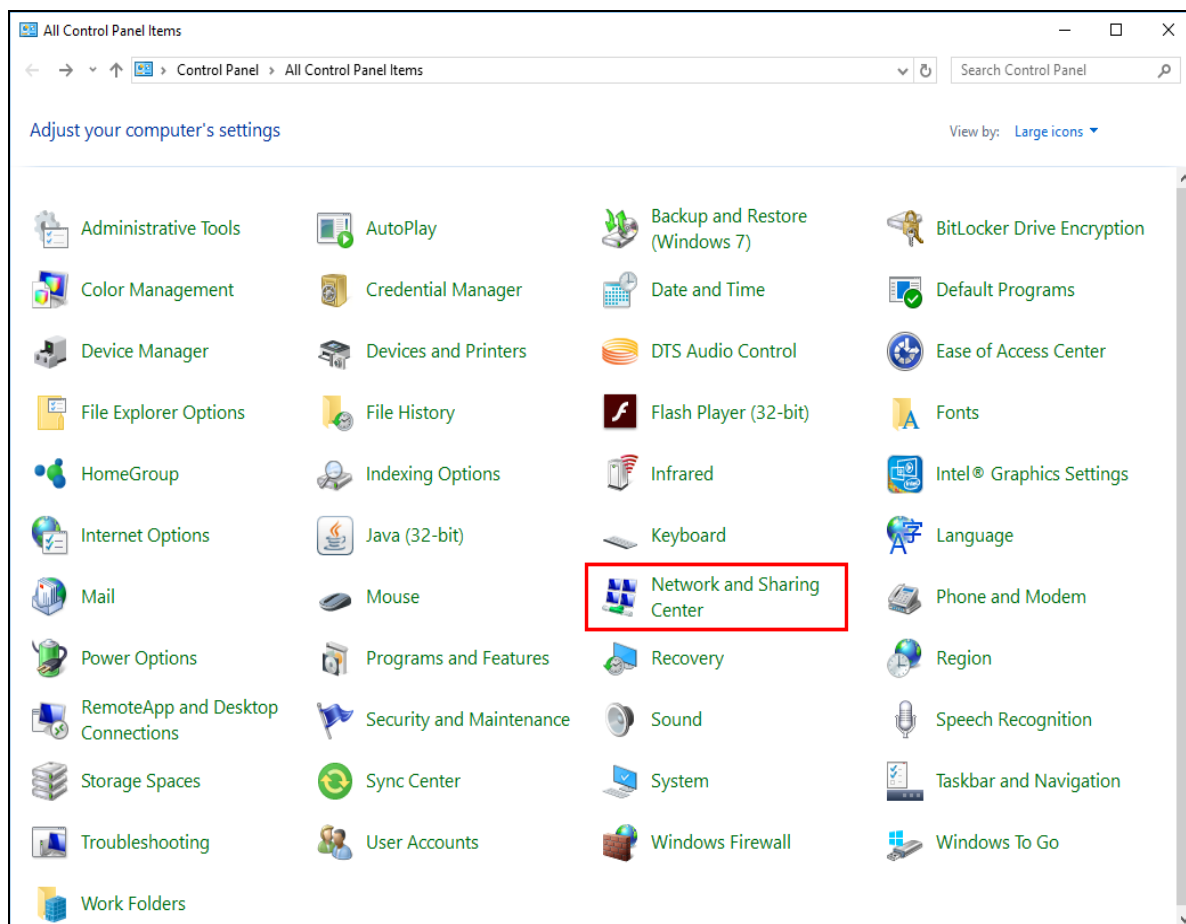 All Control Panel Items
Control Panel > All Control Panel Items
Search Control Panel
Adjust your computer's settings
View by: Large icons
Administrative Tools
AutoPlay
Backup and Restore
(Windows 7)
BitLocker Drive Encryption
Color Management
Credential Manager
Date and Time
Default Programs
Device Manager
Devices and Printers
DTS Audio Control
Ease of Access Center
File Explorer Options
File History
Flash Player (32-bit)
Fonts
HomeGroup
Indexing Options
Infrared
Intel® Graphics Settings
Internet Options
Java (32-bit)
Keyboard
Language
Mail
Mouse
Network and Sharing
Center
Phone and Modem
Power Options
Programs and Features
Recovery
Region
RemoteApp and Desktop
Connections
Security and Maintenance
Sound
Speech Recognition
Storage Spaces
Sync Center
System
Taskbar and Navigation
Troubleshooting
User Accounts
Windows Firewall
Windows To Go
Work Folders